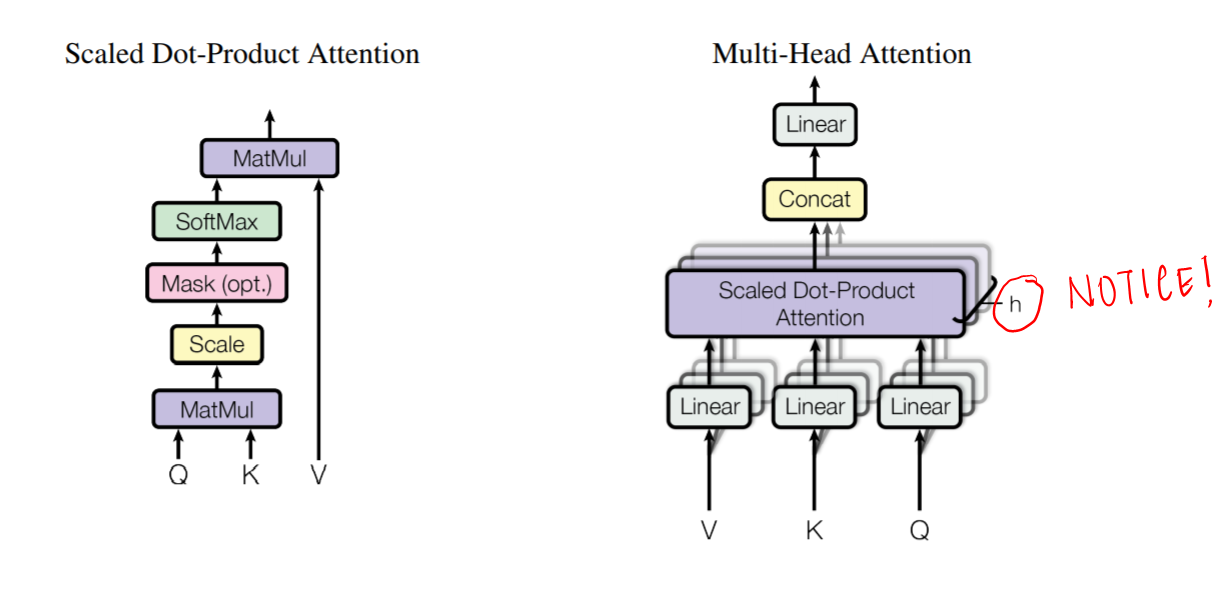 Scaled Dot-Product Attention
MatMul
SoftMax
Mask (opt.)
Scale
MatMul
Q K V
Multi-Head Attention
Linear
Concat
Scaled Dot-Product
Attention
h
NOTICE!
Linear Linear Linear
V K Q